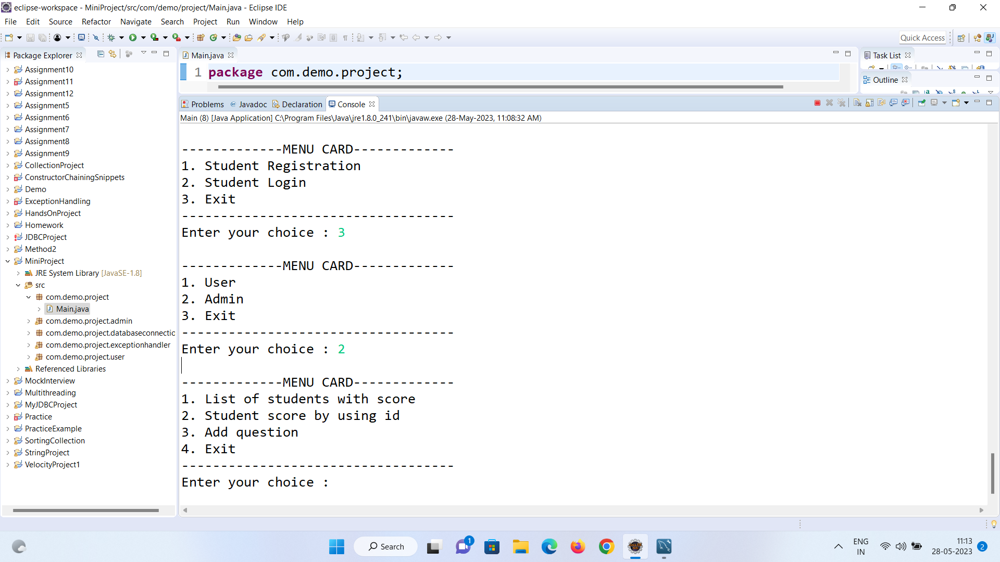 eclipse-workspace - MiniProject/src/com/demo/project/Main.java - Eclipse IDE
File Edit Source Refactor Navigate Search Project Run Window Help
Quick Access
Package Explorer
Assignment10
Assignment11
Assignment12
Assignment5
Assignment6
Assignment7
Assignment8
Assignment9
CollectionProject
ConstructorChainingSnippets
Demo
ExceptionHandling
HandsOnProject
Homework
JDBCProject
Method2
MiniProject
JRE System Library [JavaSE-1.8]
src
com.demo.project
Main.java
com.demo.project.admin
com.demo.project.databaseconnectic
com.demo.project.exceptionhandler
com.demo.project.user
Referenced Libraries
MockInterview
Multithreading
MyJDBCProject
Practice
PracticeExample
SortingCollection
StringProject
VelocityProject1
Main.java
1 package com.demo.project;
Task List
Outline
Problems @ Javadoc Declaration Console
Main (8) [Java Application] C:\Program Files\Java\jre1.8.0_241\bin\javaw.exe (28-May-2023, 11:08:32 AM)
-------------MENU CARD-------------
1. Student Registration
2. Student Login
3. Exit
-----------------------------------
Enter your choice : 3
-------------MENU CARD-------------
1. User
2. Admin
3. Exit
-----------------------------------
Enter your choice : 2
-------------MENU CARD-------------
1. List of students with score
2. Student score by using id
3. Add question
4. Exit
-----------------------------------
Enter your choice :
Search
1
ENG
IN
11:13
28-05-2023
2